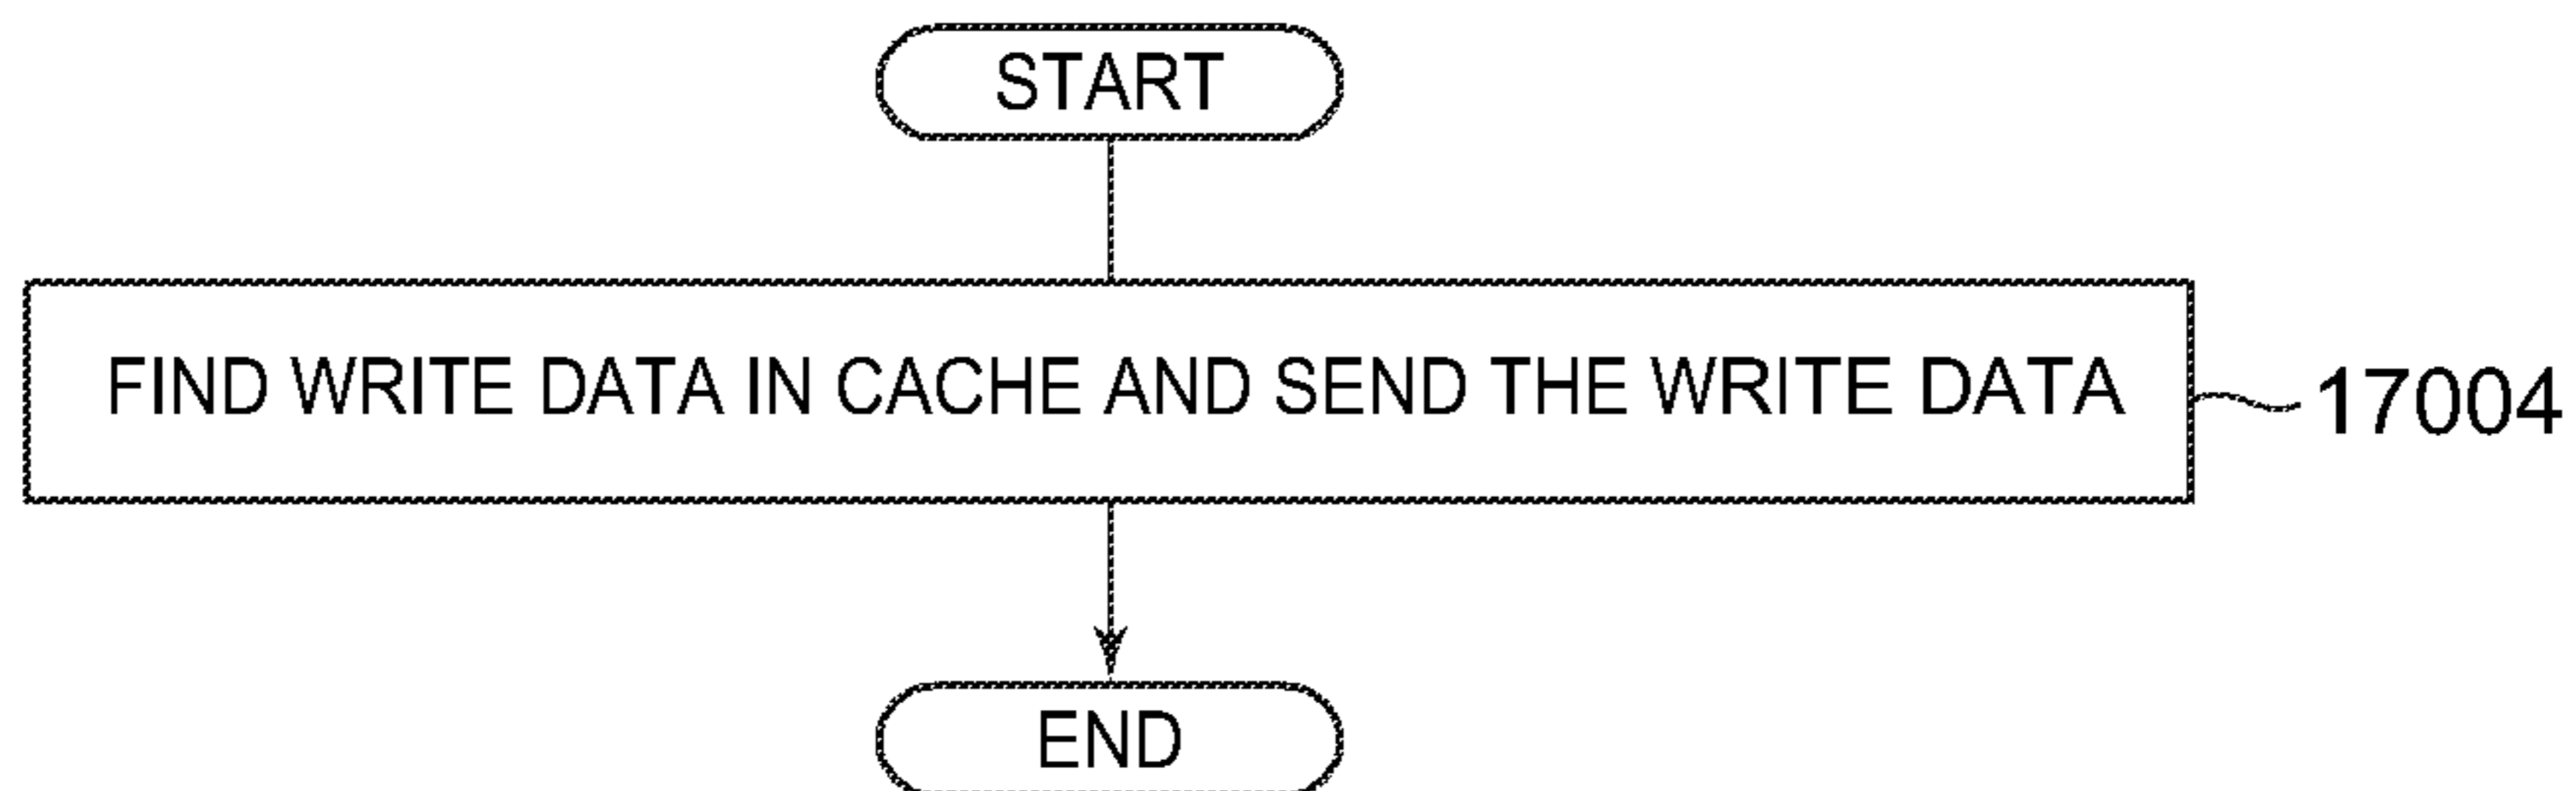 START
FIND WRITE DATA IN CACHE AND SEND THE WRITE DATA
17004
END